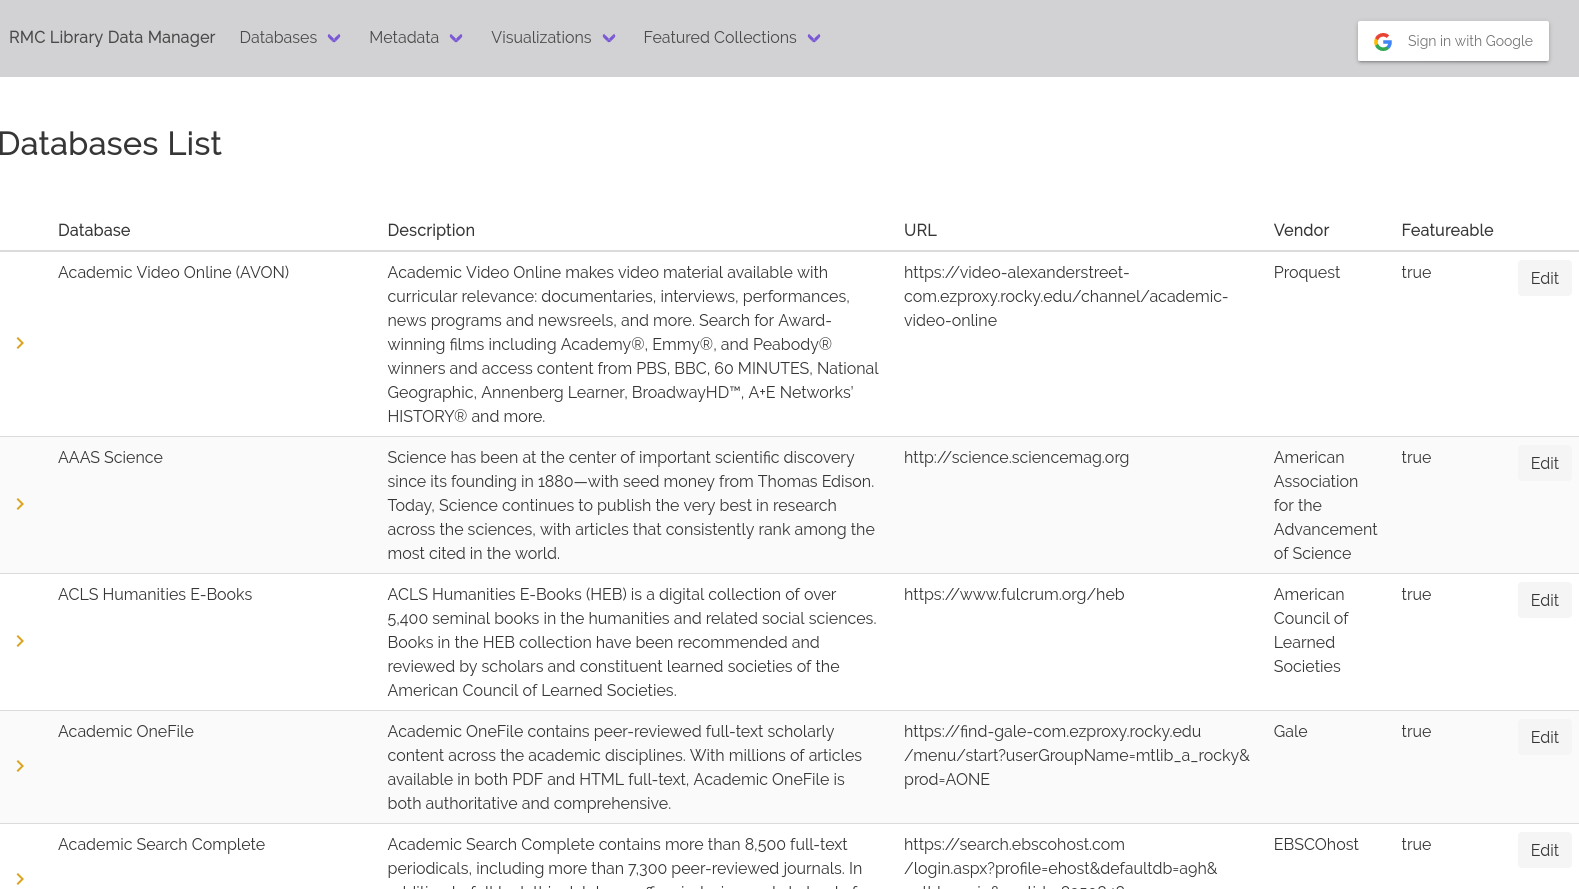 RMC Library Data Manager
Databases
Metadata
Visualizations
Featured Collections
Sign in with Google
Databases List
Database
Description
URL
Vendor
Featureable
Academic Video Online (AVON)
Academic Video Online makes video material available with
curricular relevance: documentaries, interviews, performances,
news programs and newsreels, and more. Search for Award-
winning films including Academy®, Emmy®, and Peabody®
winners and access content from PBS, BBC, 60 MINUTES, National
Geographic, Annenberg Learner, BroadwayHD™, A+E Networks’
HISTORY® and more.
https://video-alexanderstreet-
com.ezproxy.rocky.edu/channel/academic-
video-online
Proquest
true
Edit
AAAS Science
Science has been at the center of important scientific discovery
since its founding in 1880—with seed money from Thomas Edison.
Today, Science continues to publish the very best in research
across the sciences, with articles that consistently rank among the
most cited in the world.
http://science.sciencemag.org
American
Association
for the
Advancement
of Science
true
Edit
ACLS Humanities E-Books
ACLS Humanities E-Books (HEB) is a digital collection of over
5,400 seminal books in the humanities and related social sciences.
Books in the HEB collection have been recommended and
reviewed by scholars and constituent learned societies of the
American Council of Learned Societies.
https://www.fulcrum.org/heb
American
Council of
Learned
Societies
true
Edit
Academic OneFile
Academic OneFile contains peer-reviewed full-text scholarly
content across the academic disciplines. With millions of articles
available in both PDF and HTML full-text, Academic OneFile is
both authoritative and comprehensive.
https://find-gale-com.ezproxy.rocky.edu
/menu/start?userGroupName=mtlib_a_rocky&
prod=AONE
Gale
true
Edit
Academic Search Complete
Academic Search Complete contains more than 8,500 full-text
periodicals, including more than 7,300 peer-reviewed journals. In
https://search.ebscohost.com
/login.aspx?profile=ehost&defaultdb=agh&
EBSCOhost
true
Edit